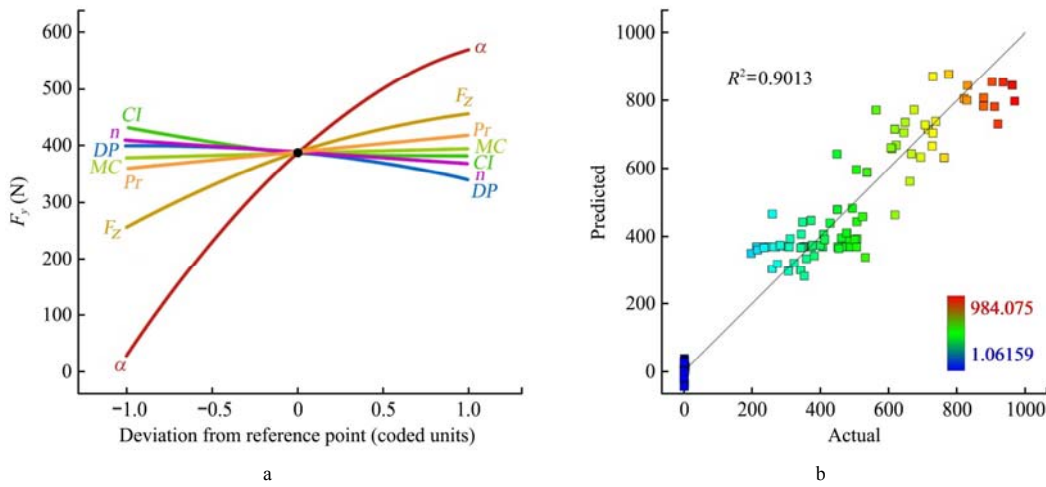 600
500
400
300
200
100
0
F_y (N)
α
F_Z
Pr
MC
CI
n
DP
CI
n
DP
MC
Pr
F_Z
α
−1.0 −0.5 0 0.5 1.0
Deviation from reference point (coded units)
a
1000
800
600
400
200
0
Predicted
R²=0.9013
984.075
1.06159
0 200 400 600 800 1000
Actual
b